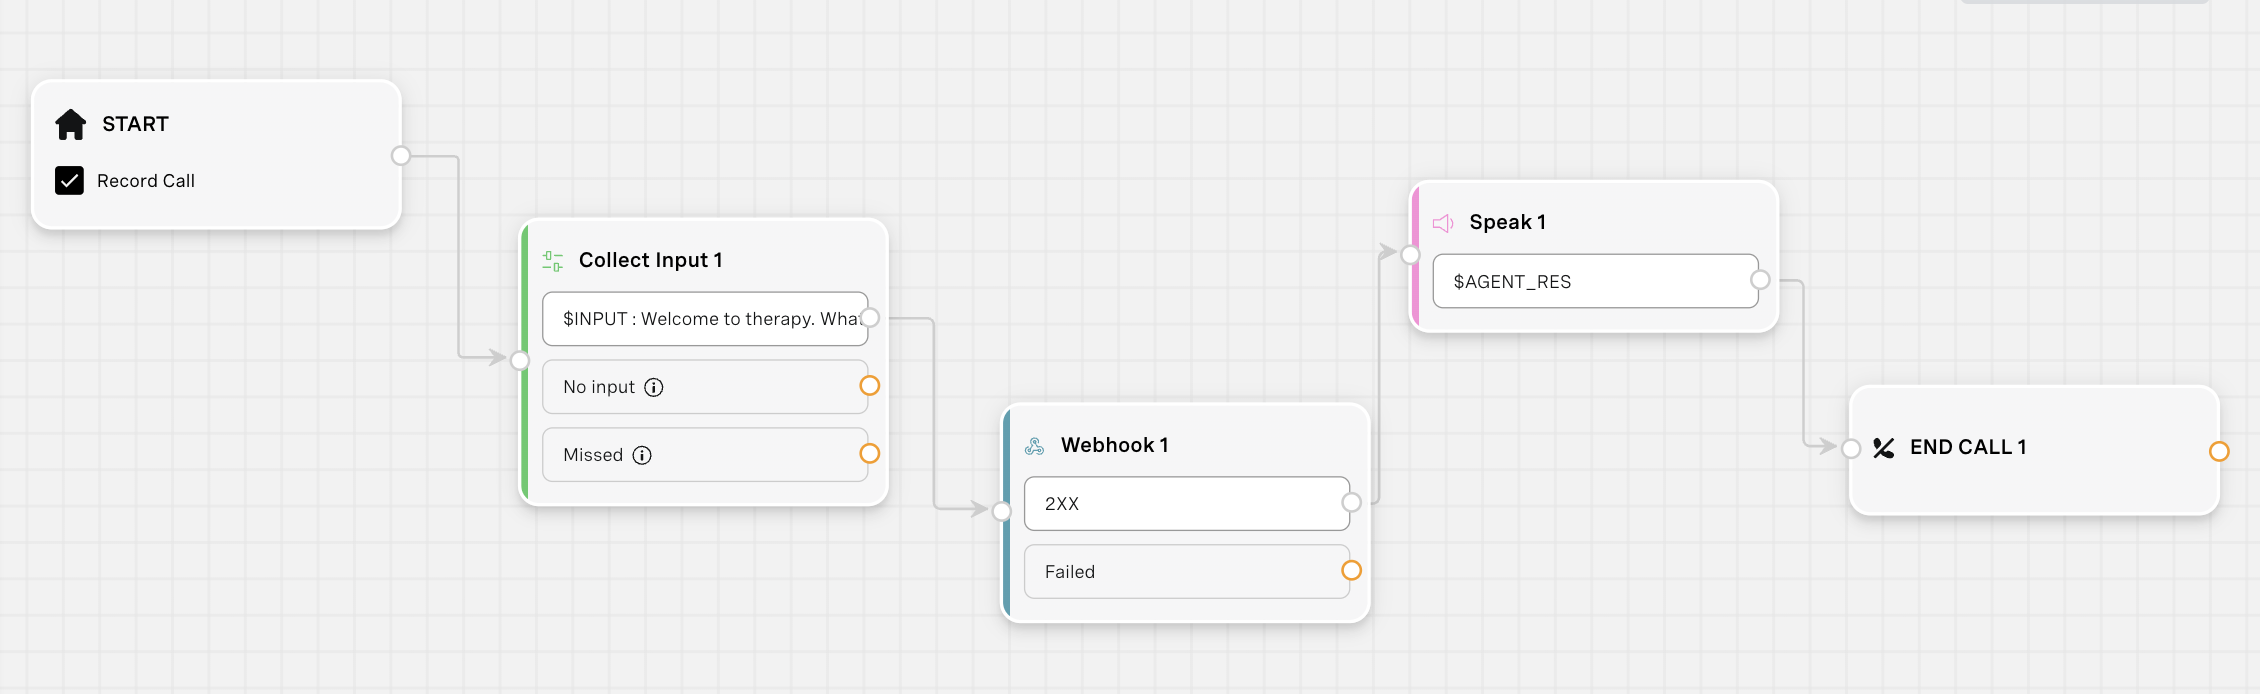 START
Record Call
Collect Input 1
$INPUT : Welcome to therapy. What
No input
Missed
Webhook 1
2XX
Failed
Speak 1
$AGENT_RES
END CALL 1